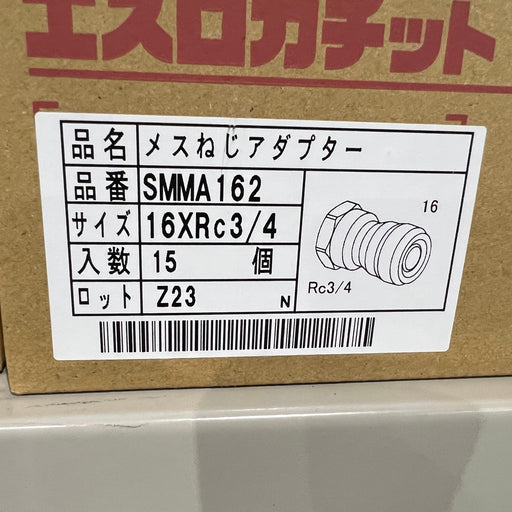 エスロカチット
品名 メスねじアダプター
品番 SMMA162
サイズ 16XRc3/4
入数 15 個
ロット Z23 N
16
Rc3/4